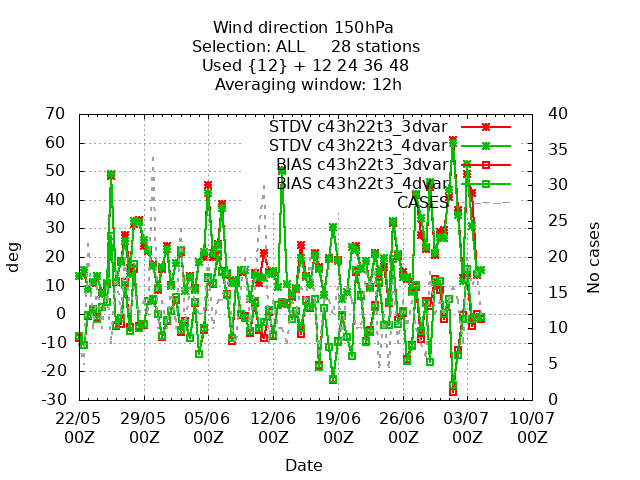 Wind direction 150hPa
Selection: ALL     28 stations
Used {12} + 12 24 36 48
Averaging window: 12h
70 60 50 40 30 20 10 0 -10 -20 -30
deg
STDV c43h22t3_3dvar
STDV c43h22t3_4dvar
BIAS c43h22t3_3dvar
BIAS c43h22t3_4dvar
CASES
40 35 30 25 20 15 10 5 0
No cases
22/05 29/05 05/06 12/06 19/06 26/06 03/07 10/07
00Z 00Z 00Z 00Z 00Z 00Z 00Z 00Z
Date